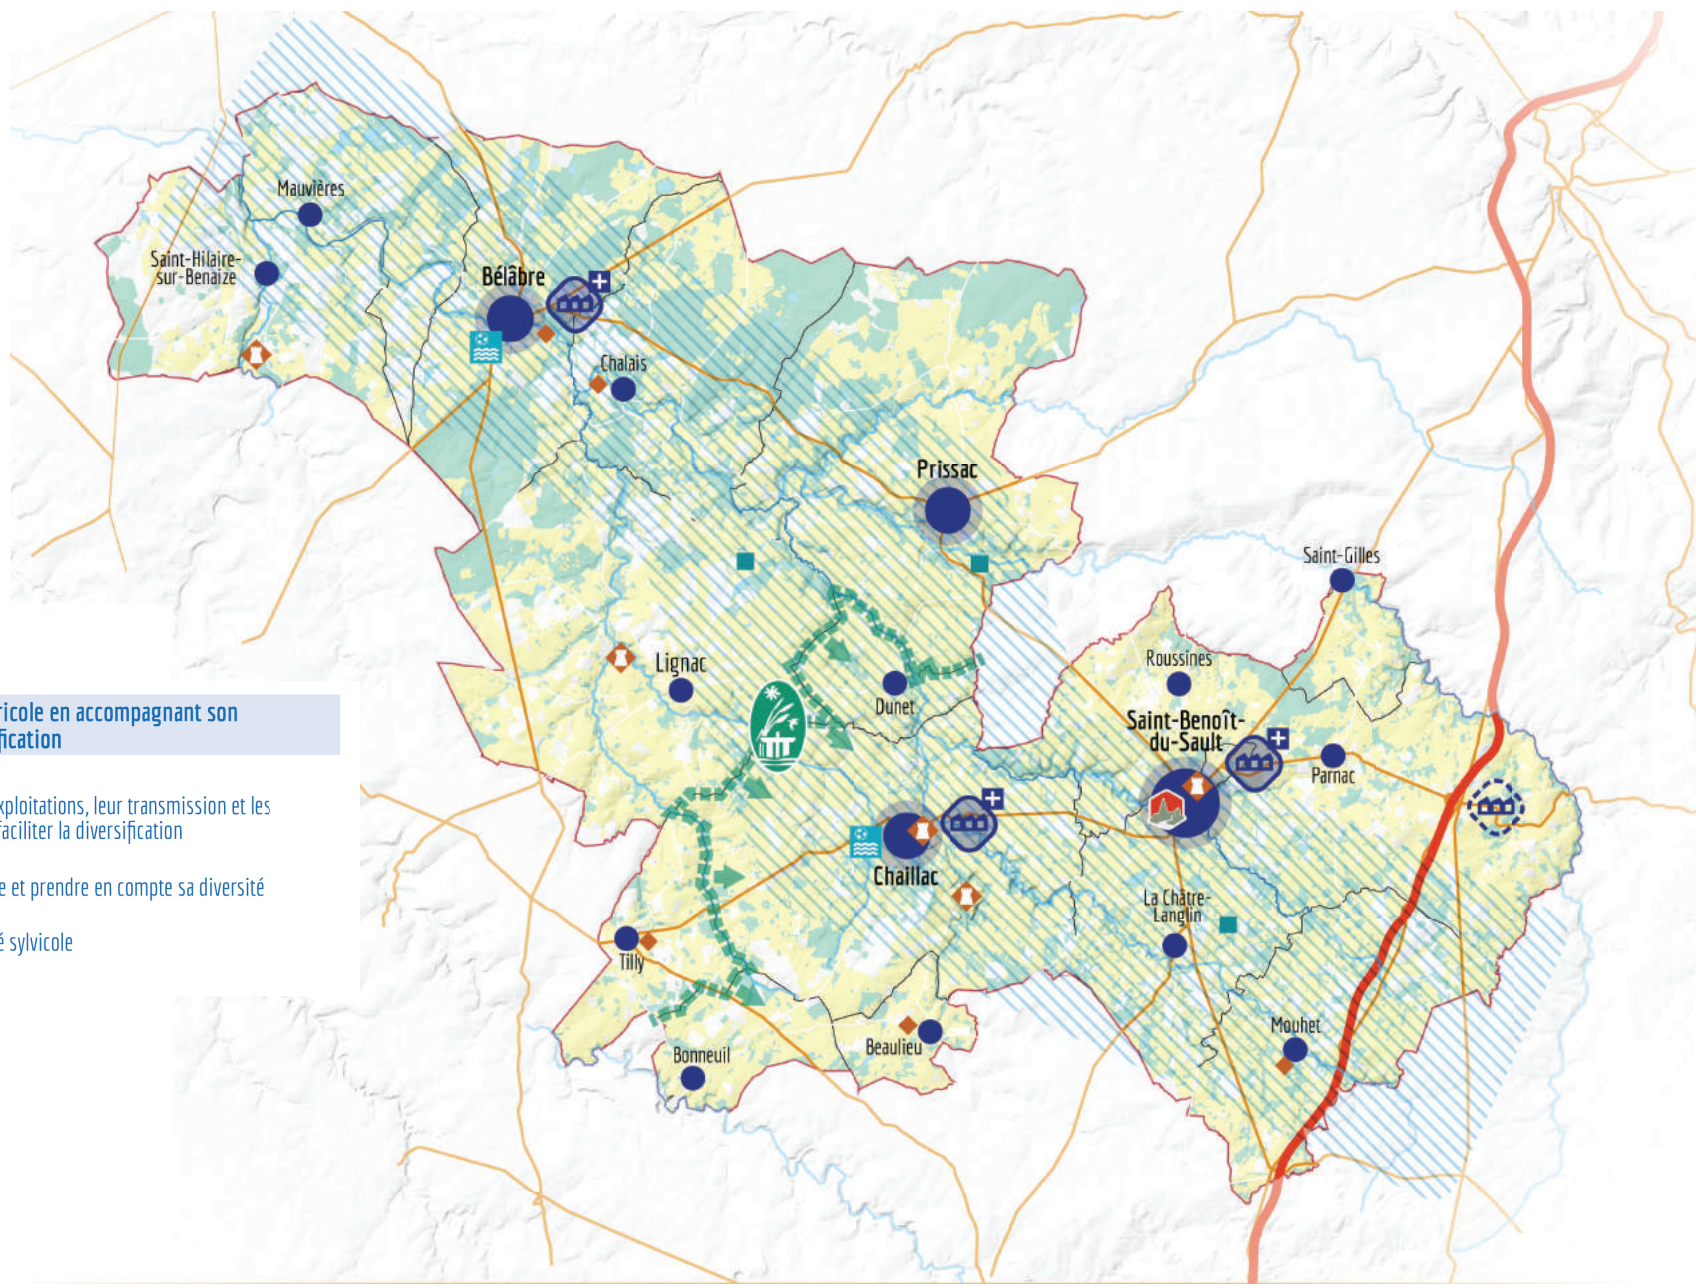 Mauvières
Saint-Hilaire-
sur-Benaize
Bélâbre
Chalais
Prissac
Saint-Gilles
Lignac
Dunet
Roussines
Saint-Benoît-
du-Sault
Parnac
Chaillac
La Châtre-
Langlin
Tilly
Beaulieu
Mouhet
Bonneuil
ricole en accompagnant son
fication
xploitations, leur transmission et les
faciliter la diversification
e et prendre en compte sa diversité
é sylvicole